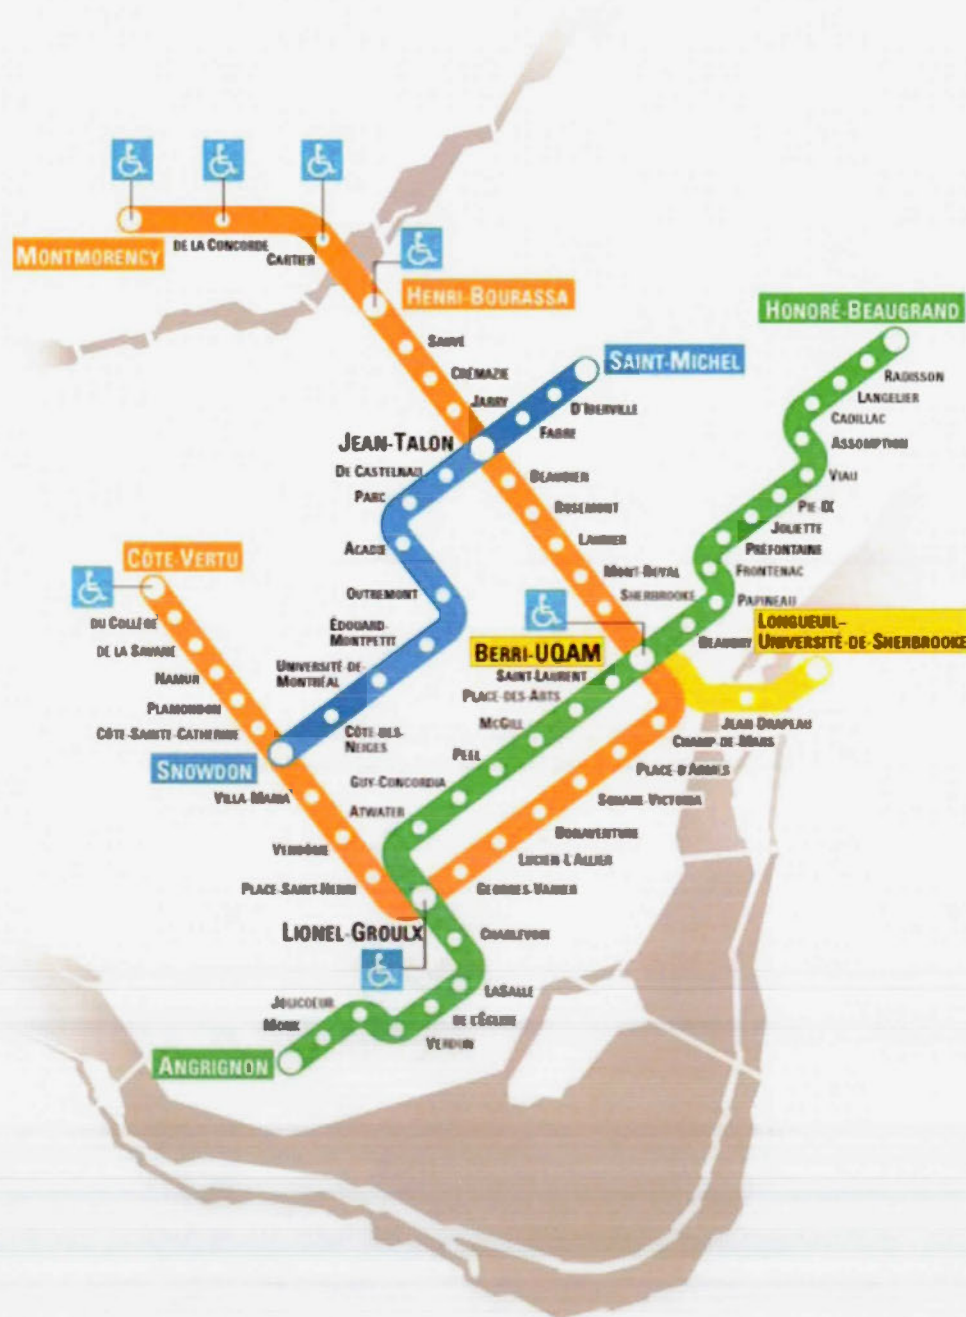 MONTMORENCY
DE LA CONCORDE
CARTIER
HENRI-BOURASSA
SAUVÉ
CRÉMAZIE
JARRY
JEAN-TALON
SAINT-MICHEL
D'IBERVILLE
FABRE
HONORÉ-BEAUGRAND
RADISSON
LANGELIER
CADILLAC
ASSOMPTION
VIAU
PIE-IX
JOLIETTE
PRÉFONTAINE
FRONTENAC
PAPINEAU
BEAUDRY
DE CASTELNAU
PARC
ACADIE
OUTREMONT
ÉDOUARD-
MONTPETIT
UNIVERSITÉ-DE-
MONTRÉAL
CÔTE-DES-
NEIGES
BEAUBIEN
ROSEMONT
LAURIER
MONT-ROYAL
SHERBROOKE
CÔTE-VERTU
DU COLLÈGE
DE LA SAVANE
NAMUR
PLAMONDON
CÔTE-SAINTE-CATHERINE
SNOWDON
VILLA-MARIA
VENDÔME
PLACE-SAINT-HENRI
LIONEL-GROULX
BERRI-UQAM
LONGUEUIL-
UNIVERSITÉ-DE-SHERBROOKE
JEAN-DRAPEAU
SAINT-LAURENT
PLACE-DES-ARTS
MCGILL
PEEL
GUY-CONCORDIA
ATWATER
CHAMP-DE-MARS
PLACE-D'ARMES
SQUARE-VICTORIA
BONAVENTURE
LUCIEN-L'ALLIER
GEORGES-VANIER
CHARLEVOIX
LASALLE
DE L'ÉGLISE
VERDUN
JOLICOEUR
MONK
ANGRIGNON